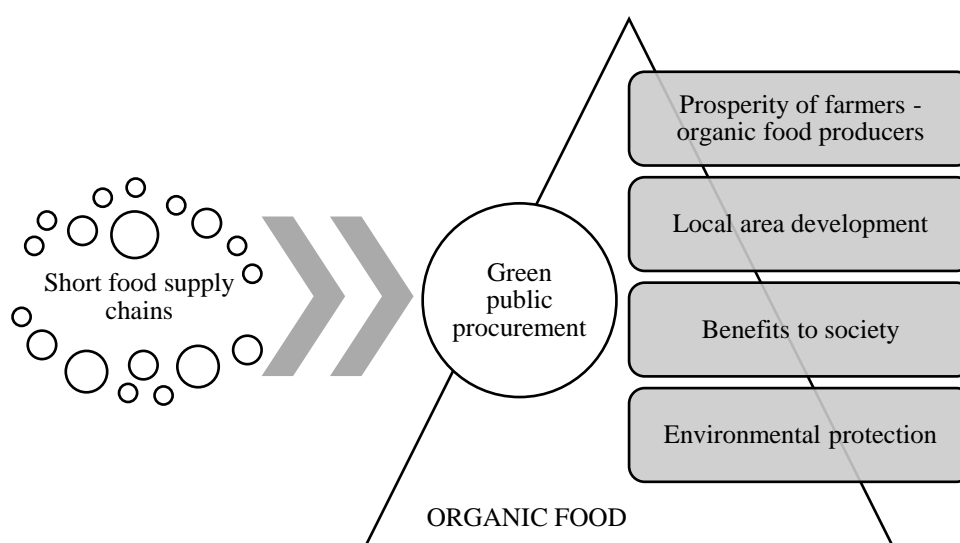 Short food supply
chains
Green
public
procurement
Prosperity of farmers -
organic food producers
Local area development
Benefits to society
Environmental protection
ORGANIC FOOD